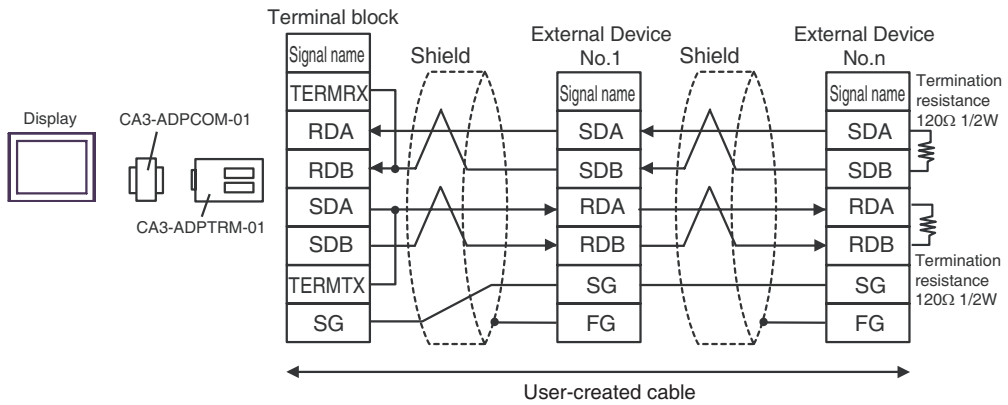 Terminal block
Signal name
TERMRX
RDA
RDB
SDA
SDB
TERMTX
SG
Display
CA3-ADPCOM-01
CA3-ADPTRM-01
Shield
External Device
No.1
Signal name
SDA
SDB
RDA
RDB
SG
FG
Shield
External Device
No.n
Signal name
SDA
SDB
RDA
RDB
SG
FG
Termination
resistance
120Ω 1/2W
Termination
resistance
120Ω 1/2W
User-created cable